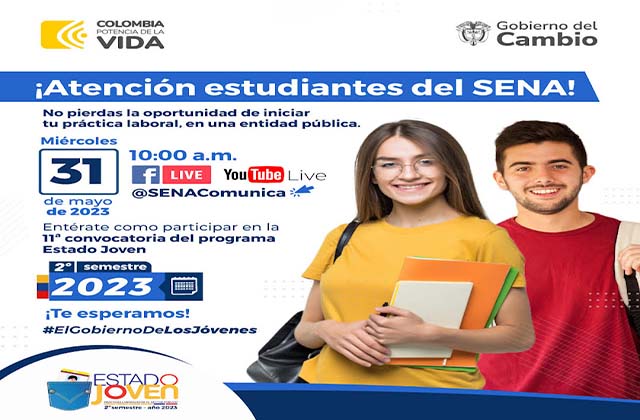 COLOMBIA
POTENCIA DE LA
VIDA
Gobierno del
Cambio
¡Atención estudiantes del SENA!
No pierdas la oportunidad de iniciar
tu práctica laboral, en una entidad pública.
Miércoles
31
de mayo
de 2023
10:00 a.m.
f LIVE YouTube Live
@SENAComunica
Entérate como participar en la
11ª convocatoria del programa
Estado Joven
2º semestre
2023
¡Te esperamos!
#ElGobiernoDeLosJóvenes
ESTADO
JOVEN
2º semestre - año 2023